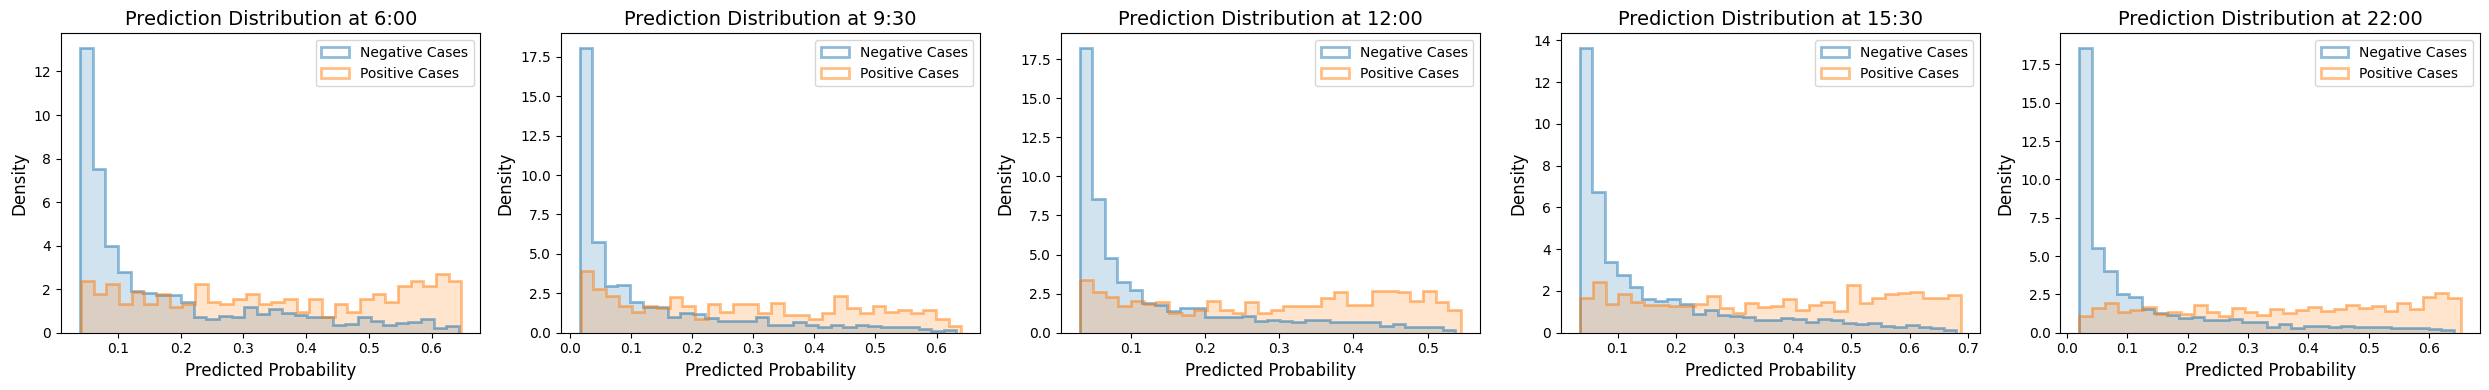 Prediction Distribution at 6:00
Negative Cases
Positive Cases
Density
12
10
8
6
4
2
0
0.1 0.2 0.3 0.4 0.5 0.6
Predicted Probability
Prediction Distribution at 9:30
Negative Cases
Positive Cases
Density
17.5
15.0
12.5
10.0
7.5
5.0
2.5
0.0
0.0 0.1 0.2 0.3 0.4 0.5 0.6
Predicted Probability
Prediction Distribution at 12:00
Negative Cases
Positive Cases
Density
17.5
15.0
12.5
10.0
7.5
5.0
2.5
0.0
0.1 0.2 0.3 0.4 0.5
Predicted Probability
Prediction Distribution at 15:30
Negative Cases
Positive Cases
Density
14
12
10
8
6
4
2
0
0.1 0.2 0.3 0.4 0.5 0.6 0.7
Predicted Probability
Prediction Distribution at 22:00
Negative Cases
Positive Cases
Density
17.5
15.0
12.5
10.0
7.5
5.0
2.5
0.0
0.0 0.1 0.2 0.3 0.4 0.5 0.6
Predicted Probability